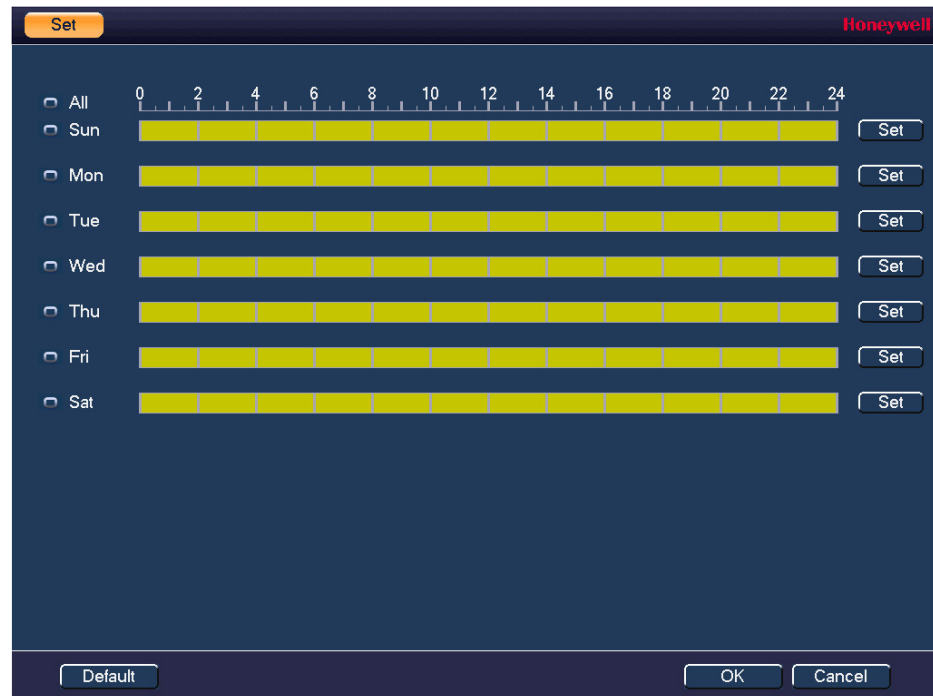 Set Honeywell
All 0 2 4 6 8 10 12 14 16 18 20 22 24
Sun Set
Mon Set
Tue Set
Wed Set
Thu Set
Fri Set
Sat Set
Default OK Cancel